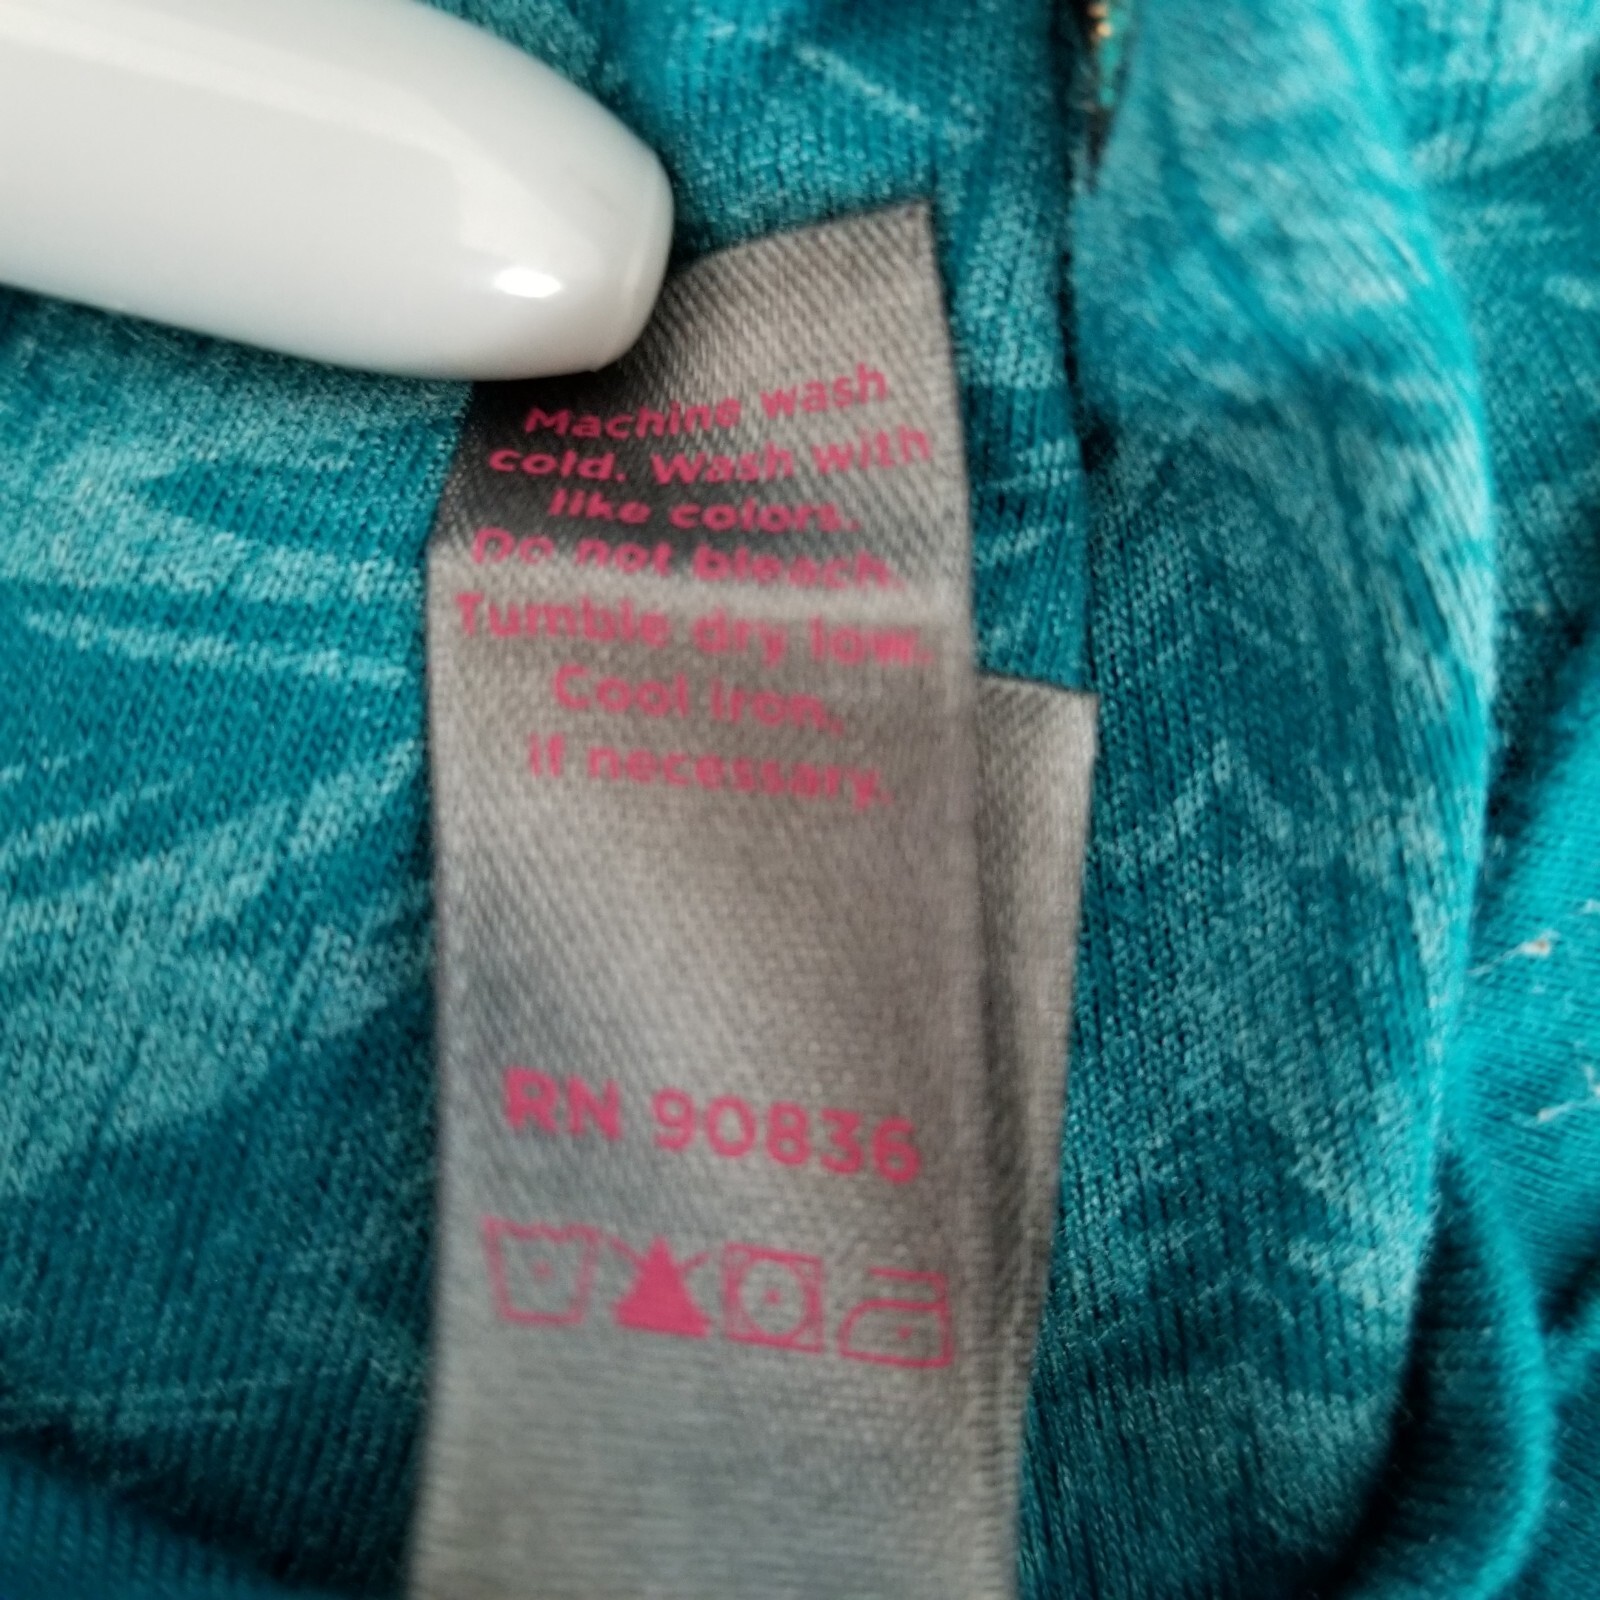 Machine wash
cold. Wash with
like colors.
Do not bleach.
Tumble dry low.
Cool iron,
if necessary.
RN 90836